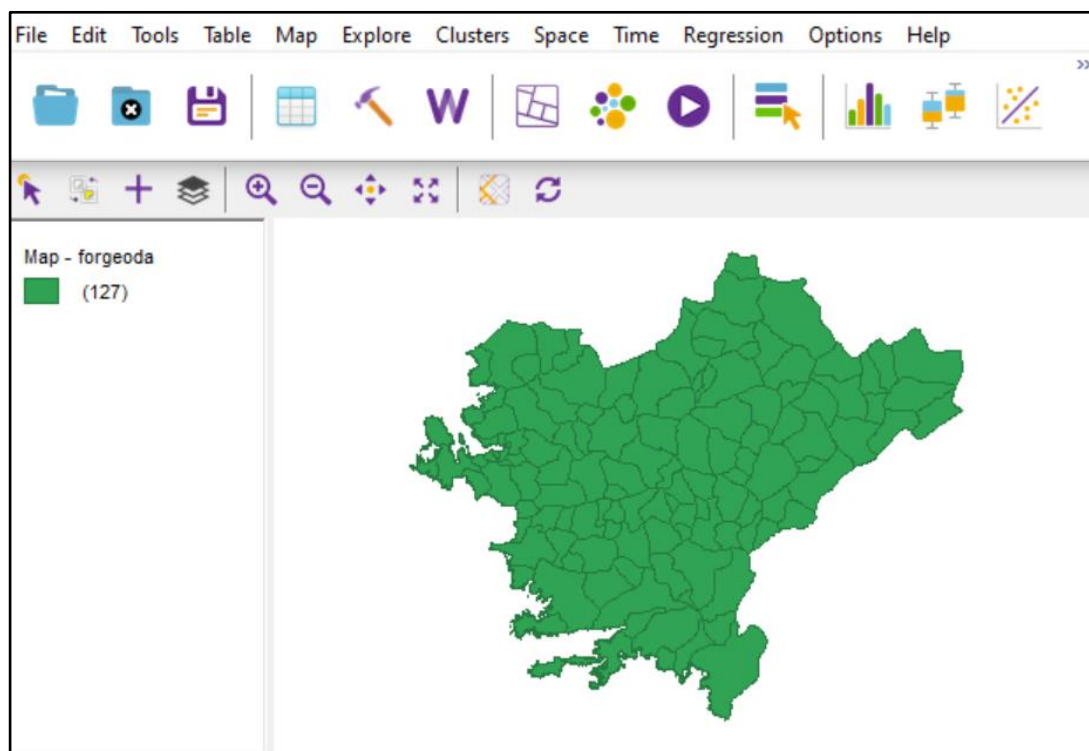 File Edit Tools Table Map Explore Clusters Space Time Regression Options Help
W
Map - forgeoda
(127)